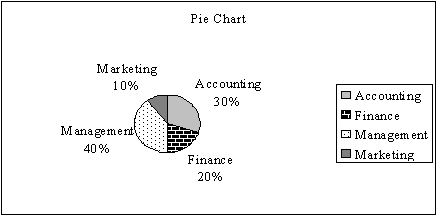 Pie Chart
Marketing
10%
Accounting
30%
Management
40%
Finance
20%
Accounting
Finance
Management
Marketing